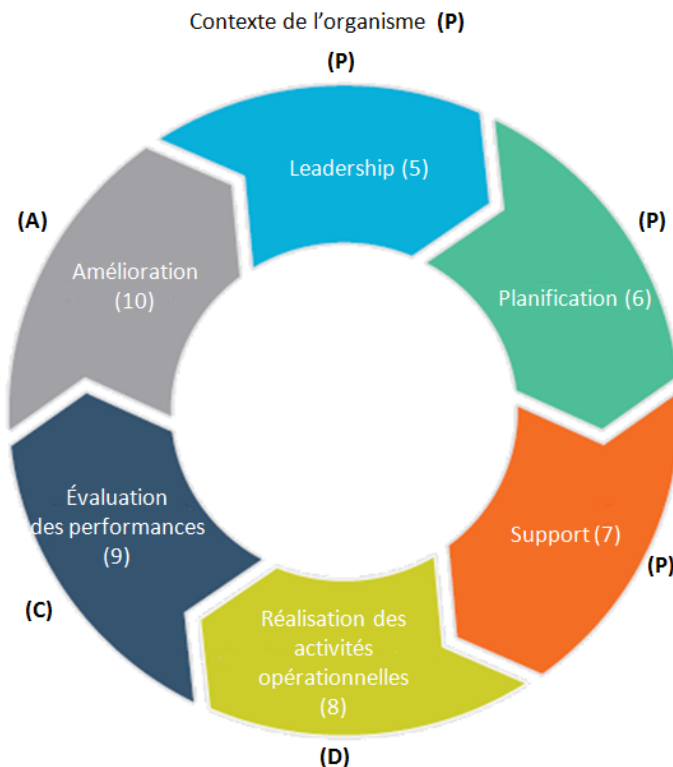 Contexte de l’organisme (P)
(P)
Leadership (5)
(P)
Planification (6)
Support (7)
(P)
Réalisation des
activités
opérationnelles
(8)
(D)
Évaluation
des performances
(9)
(C)
Amélioration
(10)
(A)